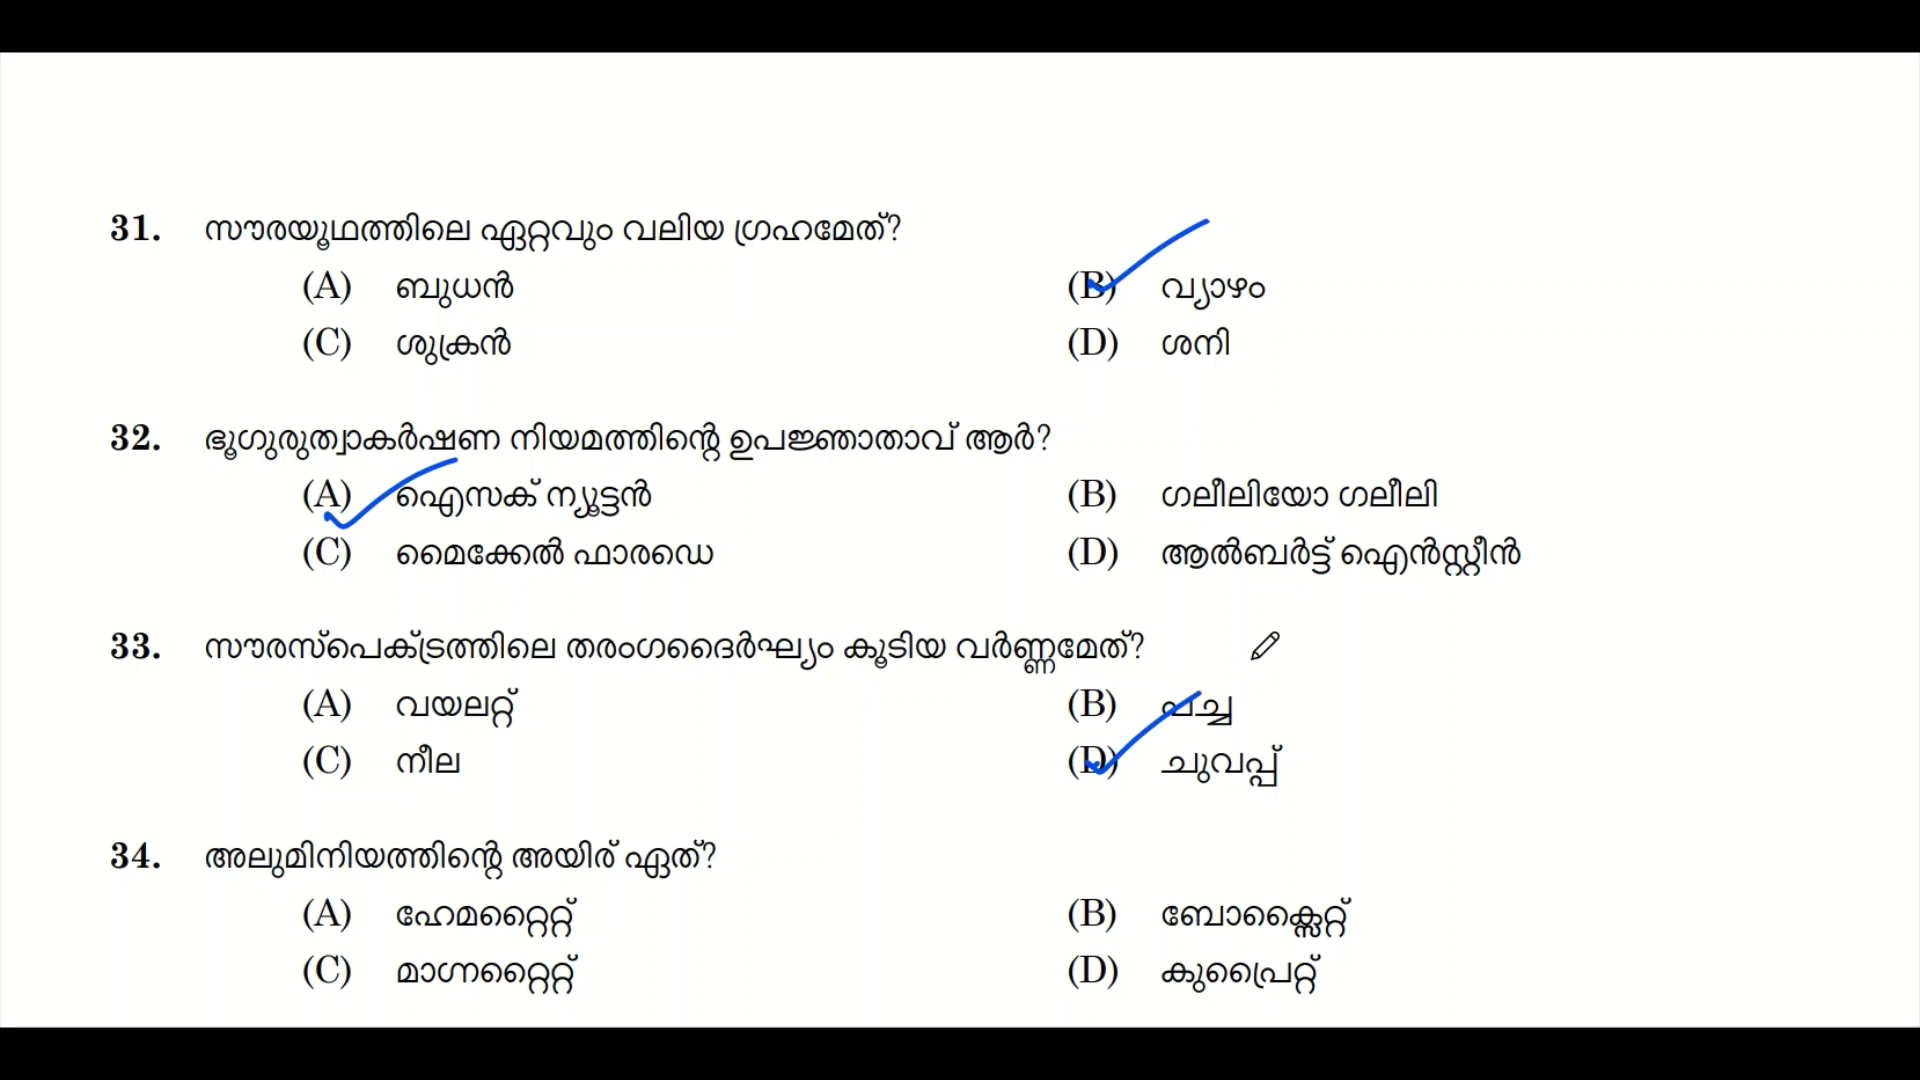 31. സൗരയൂഥത്തിലെ ഏറ്റവും വലിയ ഗ്രഹമേത്?
(A) ബുധൻ (B) വ്യാഴം
(C) ശുക്രൻ (D) ശനി
32. ഭൂഗുരുത്വാകർഷണ നിയമത്തിന്റെ ഉപജ്ഞാതാവ് ആർ?
(A) ഐസക് ന്യൂട്ടൻ (B) ഗലീലിയോ ഗലീലി
(C) മൈക്കേൽ ഫാരഡെ (D) ആൽബർട്ട് ഐൻസ്റ്റീൻ
33. സൗരസ്പെക്ട്രത്തിലെ തരംഗദൈർഘ്യം കൂടിയ വർണ്ണമേത്?
(A) വയലറ്റ് (B) പച്ച
(C) നീല (D) ചുവപ്പ്
34. അലുമിനിയത്തിന്റെ അയിര് ഏത്?
(A) ഹേമറ്റൈറ്റ് (B) ബോക്സൈറ്റ്
(C) മാഗ്നറ്റൈറ്റ് (D) കുപ്രൈറ്റ്